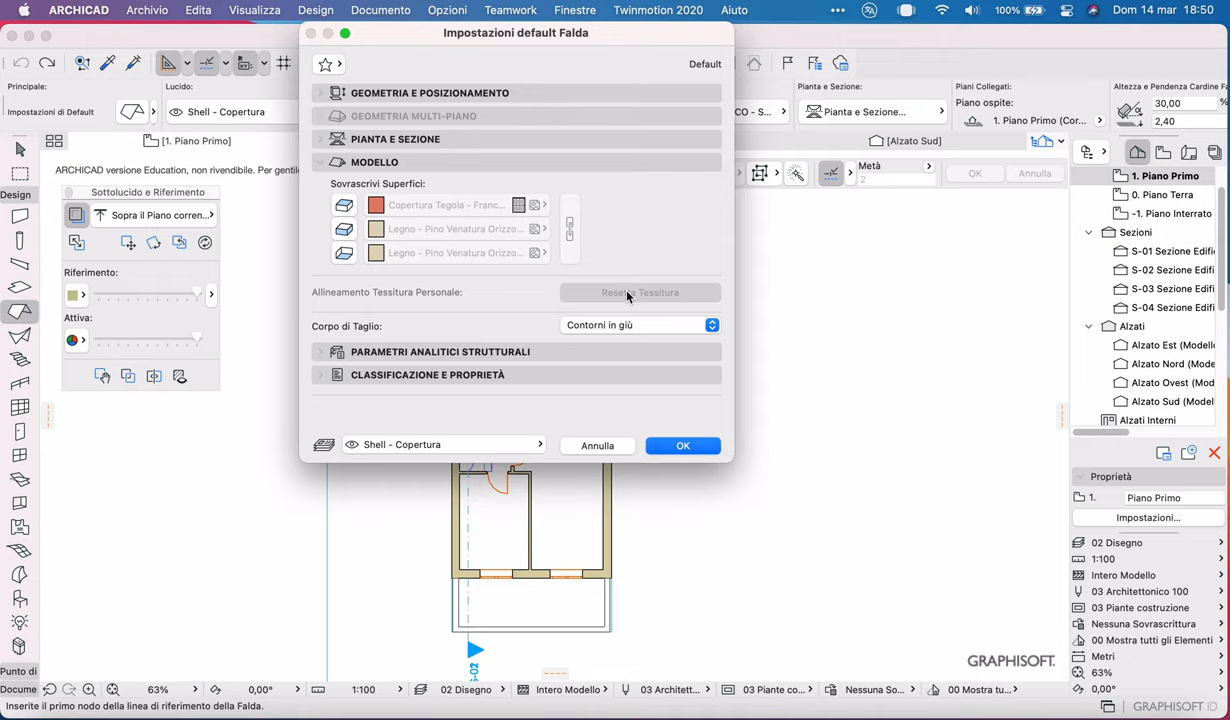 ARCHICAD Archivio Edita Visualizza Design Documento Opzioni Teamwork Finestre Twinmotion 2020 Aiuto 100% Dom 14 mar 18:50
Impostazioni default Falda
Default
Principale:
Impostazioni di Default
Lucido:
Shell - Copertura
CO - S...
Pianta e Sezione:
Pianta e Sezione...
Piani Collegati:
Piano ospite:
1. Piano Primo (Cor...
Altezza e Pendenza Cardine Fa
30,00 %
2,40
[1. Piano Primo]
[Alzato Sud]
ARCHICAD versione Education, non rivendibile. Per gentile
Metà
2
OK
Annulla
Design
Sottolucido e Riferimento
Sopra il Piano corren...
Riferimento:
Attiva:
GEOMETRIA E POSIZIONAMENTO
GEOMETRIA MULTI-PIANO
PIANTA E SEZIONE
MODELLO
Sovrascrivi Superfici:
Copertura Tegola - Franc...
Legno - Pino Venatura Orizzo...
Legno - Pino Venatura Orizzo...
Allineamento Tessitura Personale:
Corpo di Taglio:
Contorni in giù
PARAMETRI ANALITICI STRUTTURALI
CLASSIFICAZIONE E PROPRIETÀ
Shell - Copertura
Annulla
OK
1. Piano Primo
0. Piano Terra
-1. Piano Interrato
Sezioni
S-01 Sezione Edifi
S-02 Sezione Edifi
S-03 Sezione Edifi
S-04 Sezione Edifi
Alzati
Alzato Est (Modell
Alzato Nord (Mode
Alzato Ovest (Mod
Alzato Sud (Model
Alzati Interni
Proprietà
1. Piano Primo
Impostazioni...
02 Disegno
1:100
Intero Modello
03 Architettonico 100
03 Piante costruzione
Nessuna Sovrascrittura
00 Mostra tutti gli Elementi
Metri
63%
0,00°
S-02
GRAPHISOFT.
Punto di
Docume
63% 0,00° 1:100 02 Disegno Intero Modello 03 Architett... 03 Piante co... Nessuna So... 00 Mostra tu...
Inserire il primo nodo della linea di riferimento della Falda.
GRAPHISOFT ID